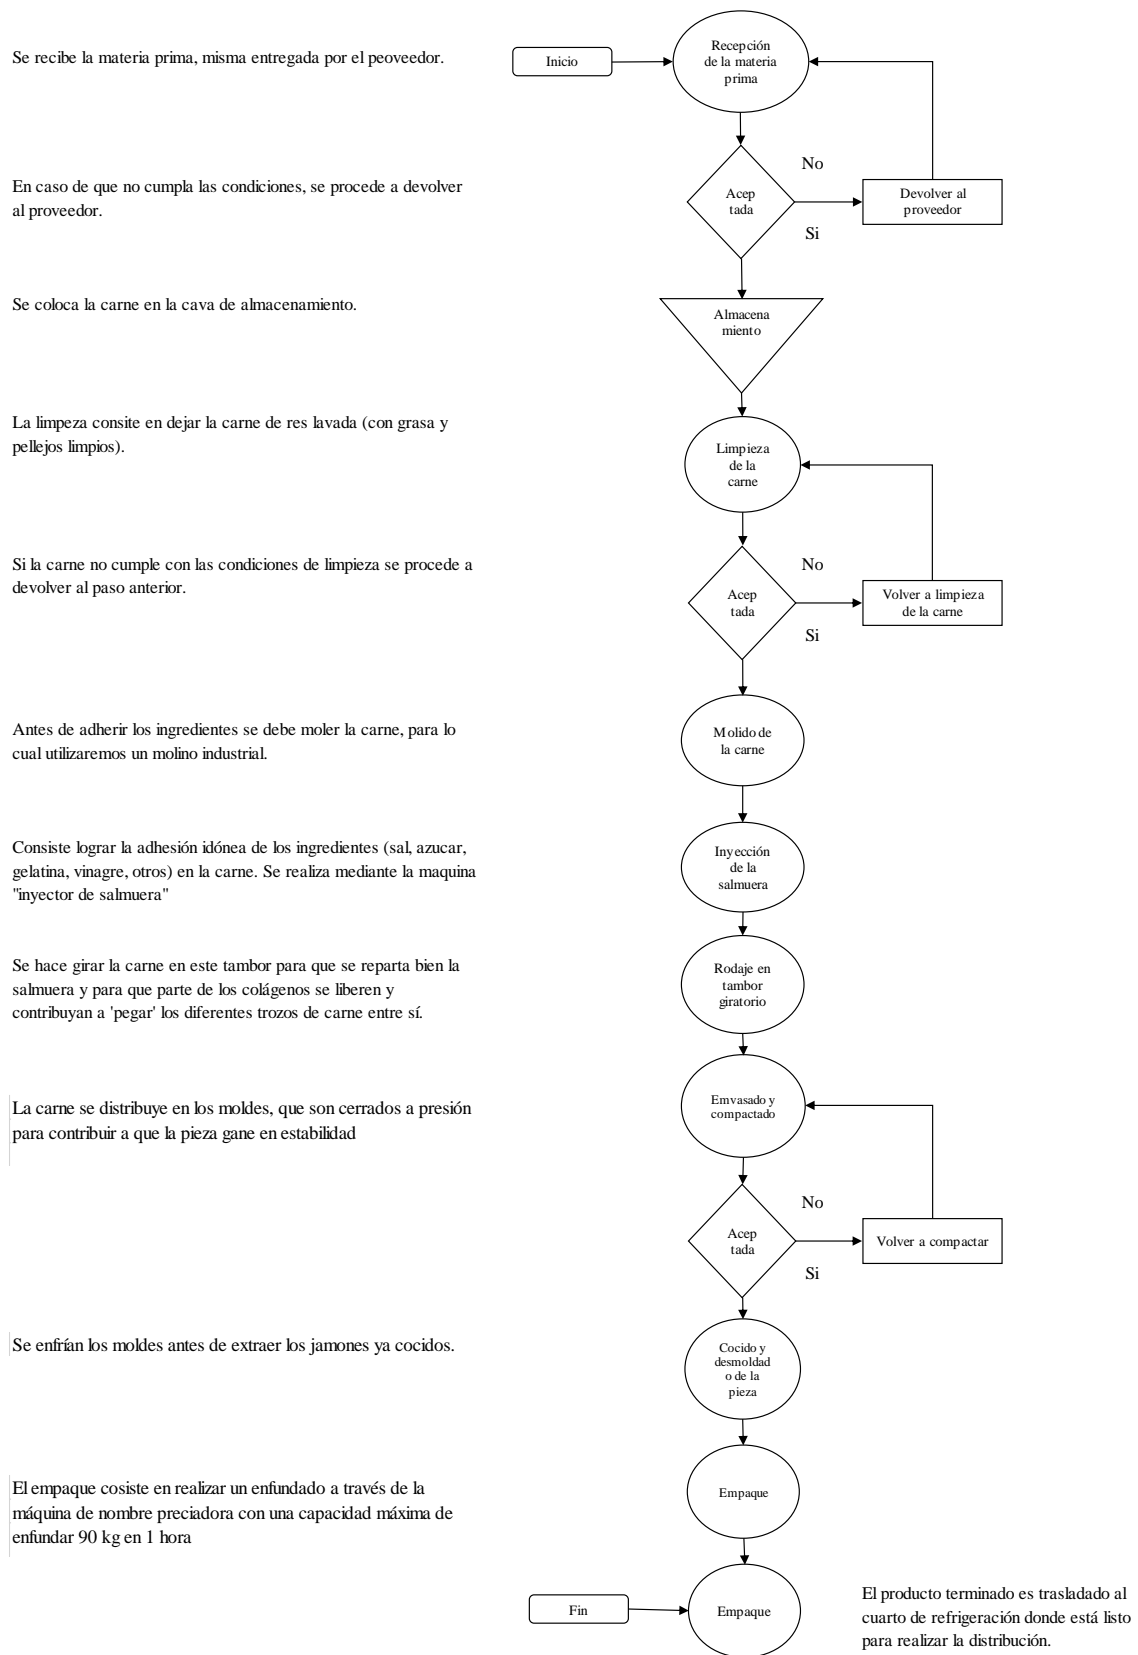 Se recibe la materia prima, misma entregada por el peoveedor.
Inicio
Recepción
de la materia
prima
No
En caso de que no cumpla las condiciones, se procede a devolver
al proveedor.
Acep
tada
Devolver al
proveedor
Si
Se coloca la carne en la cava de almacenamiento.
Almacena
miento
La limpeza consite en dejar la carne de res lavada (con grasa y
pellejos limpios).
Limpieza
de la
carne
Si la carne no cumple con las condiciones de limpieza se procede a
devolver al paso anterior.
No
Acep
tada
Volver a limpieza
de la carne
Si
Antes de adherir los ingredientes se debe moler la carne, para lo
cual utilizaremos un molino industrial.
Molido de
la carne
Consiste lograr la adhesión idónea de los ingredientes (sal, azucar,
gelatina, vinagre, otros) en la carne. Se realiza mediante la maquina
"inyector de salmuera"
Inyección
de la
salmuera
Se hace girar la carne en este tambor para que se reparta bien la
salmuera y para que parte de los colágenos se liberen y
contribuyan a 'pegar' los diferentes trozos de carne entre sí.
Rodaje en
tambor
giratorio
La carne se distribuye en los moldes, que son cerrados a presión
para contribuir a que la pieza gane en estabilidad
Emvasado y
compactado
No
Acep
tada
Volver a compactar
Si
Se enfrían los moldes antes de extraer los jamones ya cocidos.
Cocido y
desmoldad
o de la
pieza
El empaque cosiste en realizar un enfundado a través de la
máquina de nombre preciadora con una capacidad máxima de
enfundar 90 kg en 1 hora
Empaque
Fin
Empaque
El producto terminado es trasladado al
cuarto de refrigeración donde está listo
para realizar la distribución.